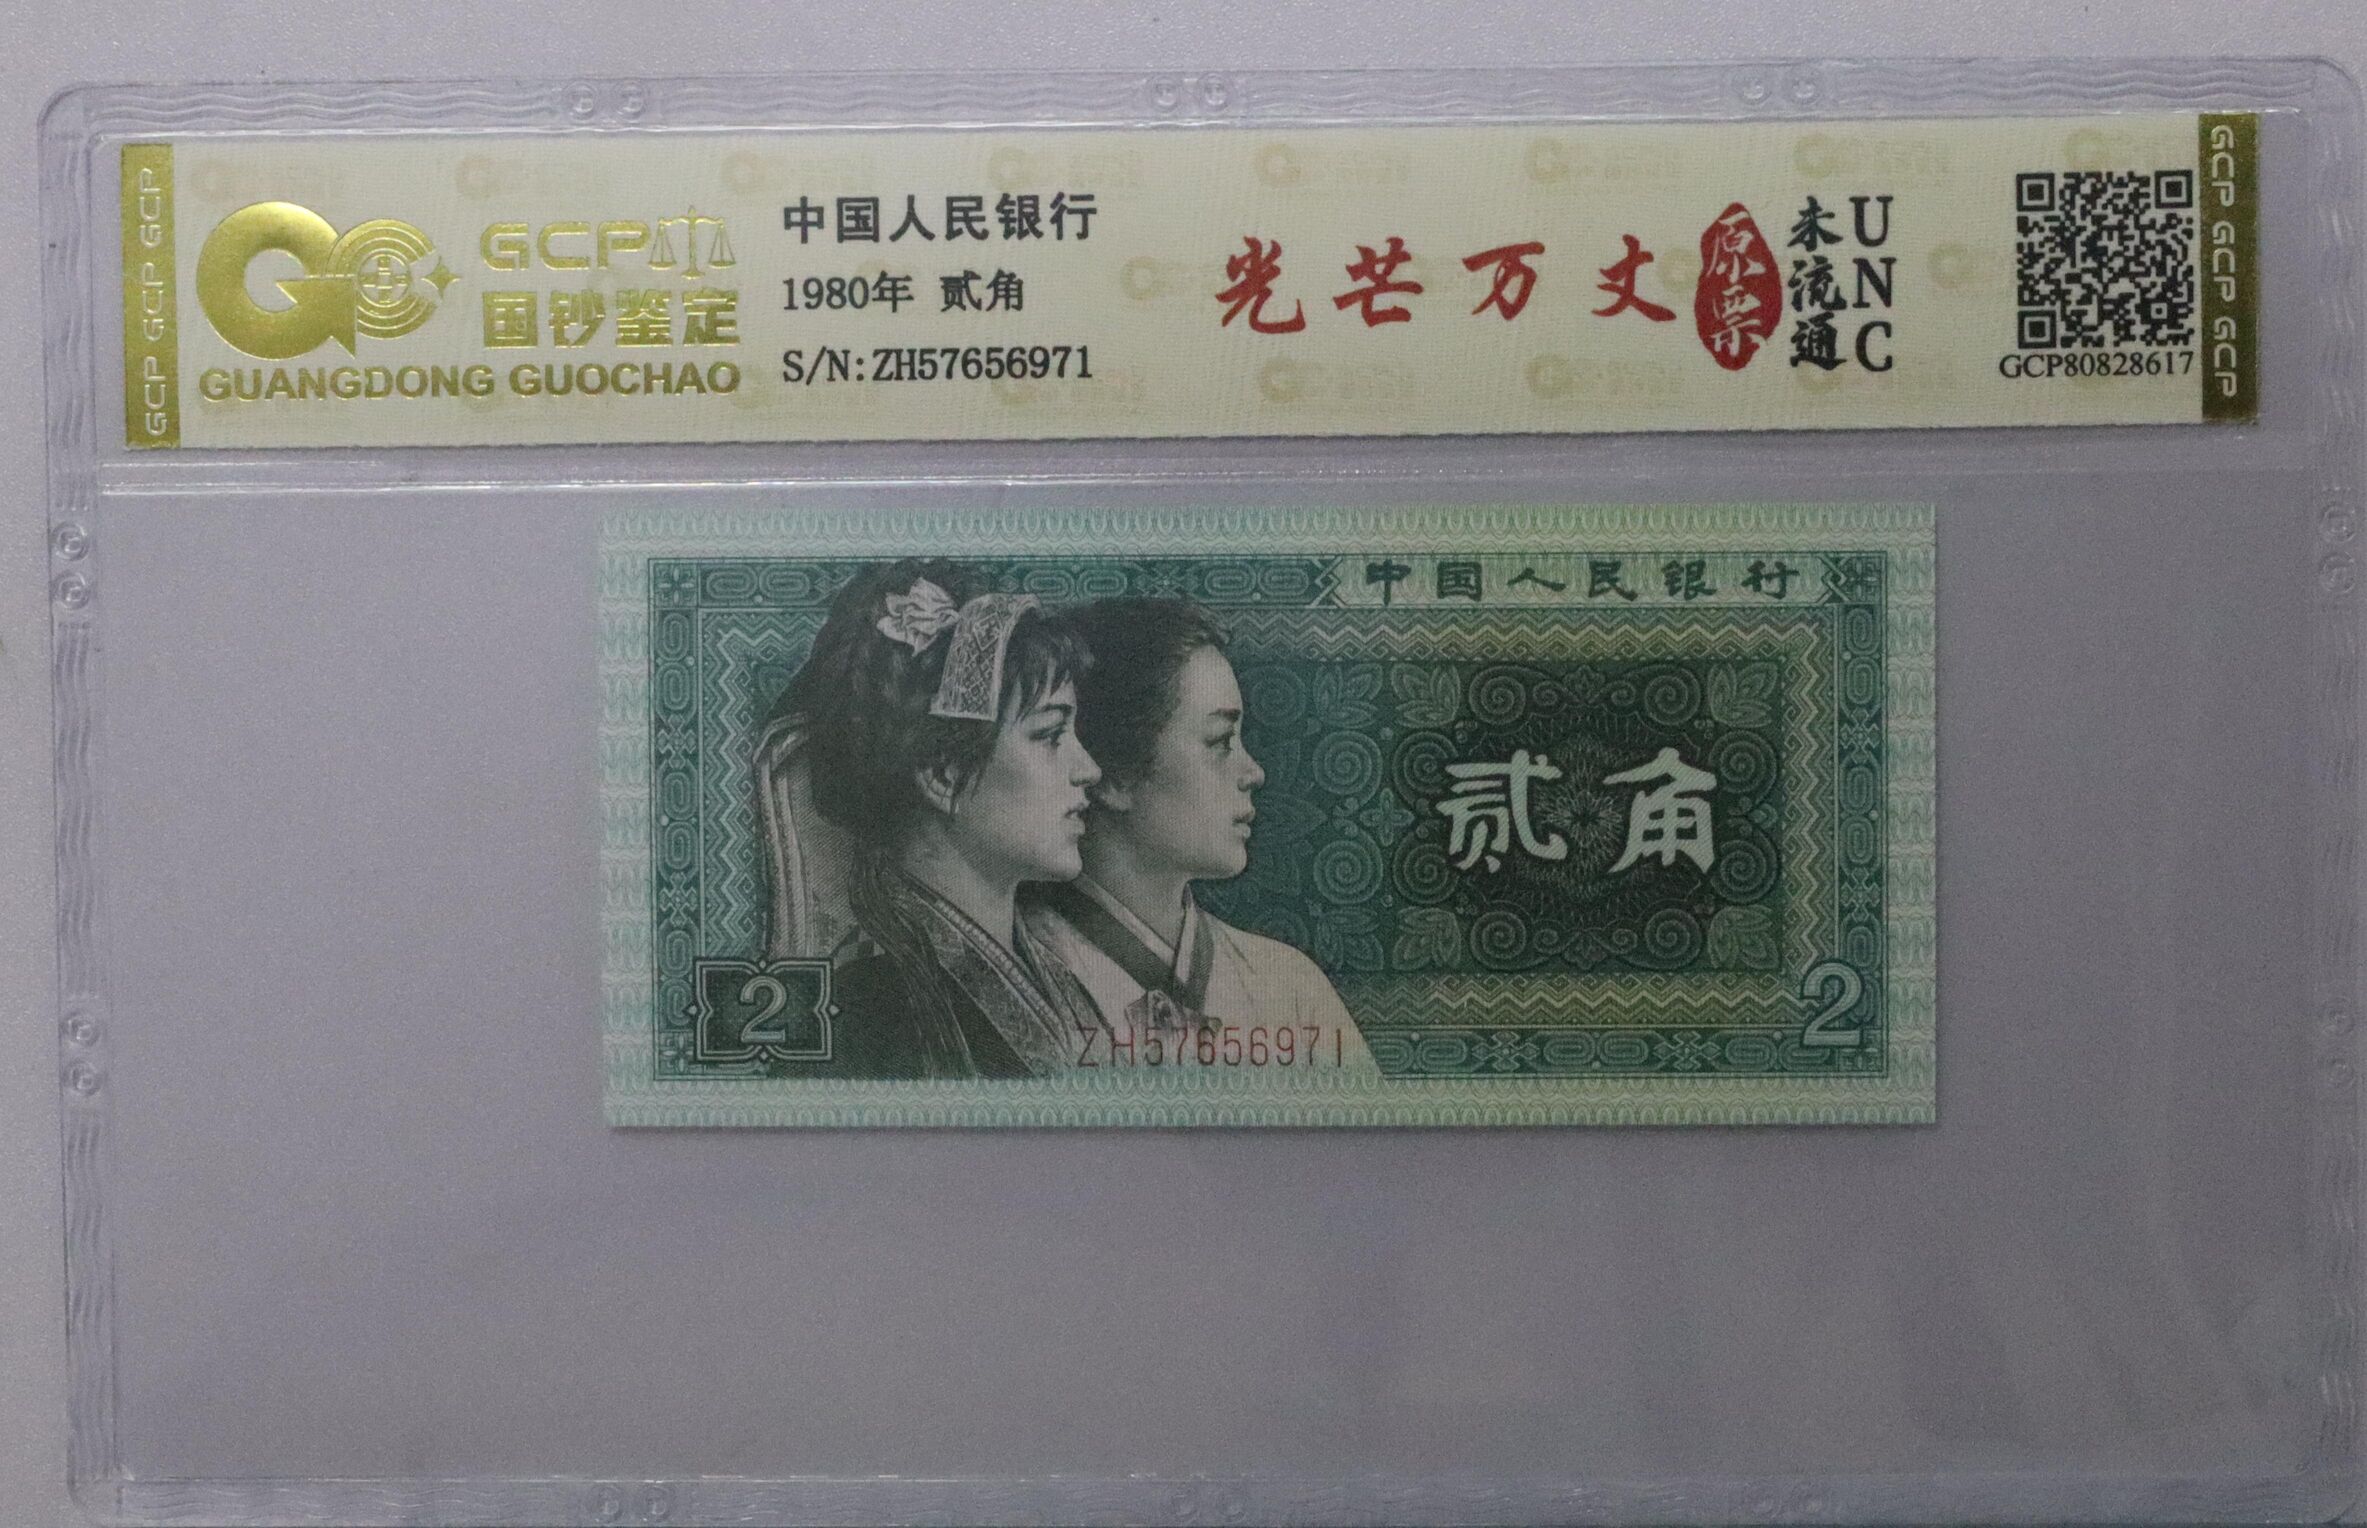 GCP GCP GCP
GCP
国钞鉴定
GUANGDONG GUOCHAO
中国人民银行
1980年 贰角
S/N:ZH57656971
光芒万丈
原票
未流通
UNC
GCP80828617
GCP GCP GCP
中国人民银行
贰角
2
2
ZH57656971